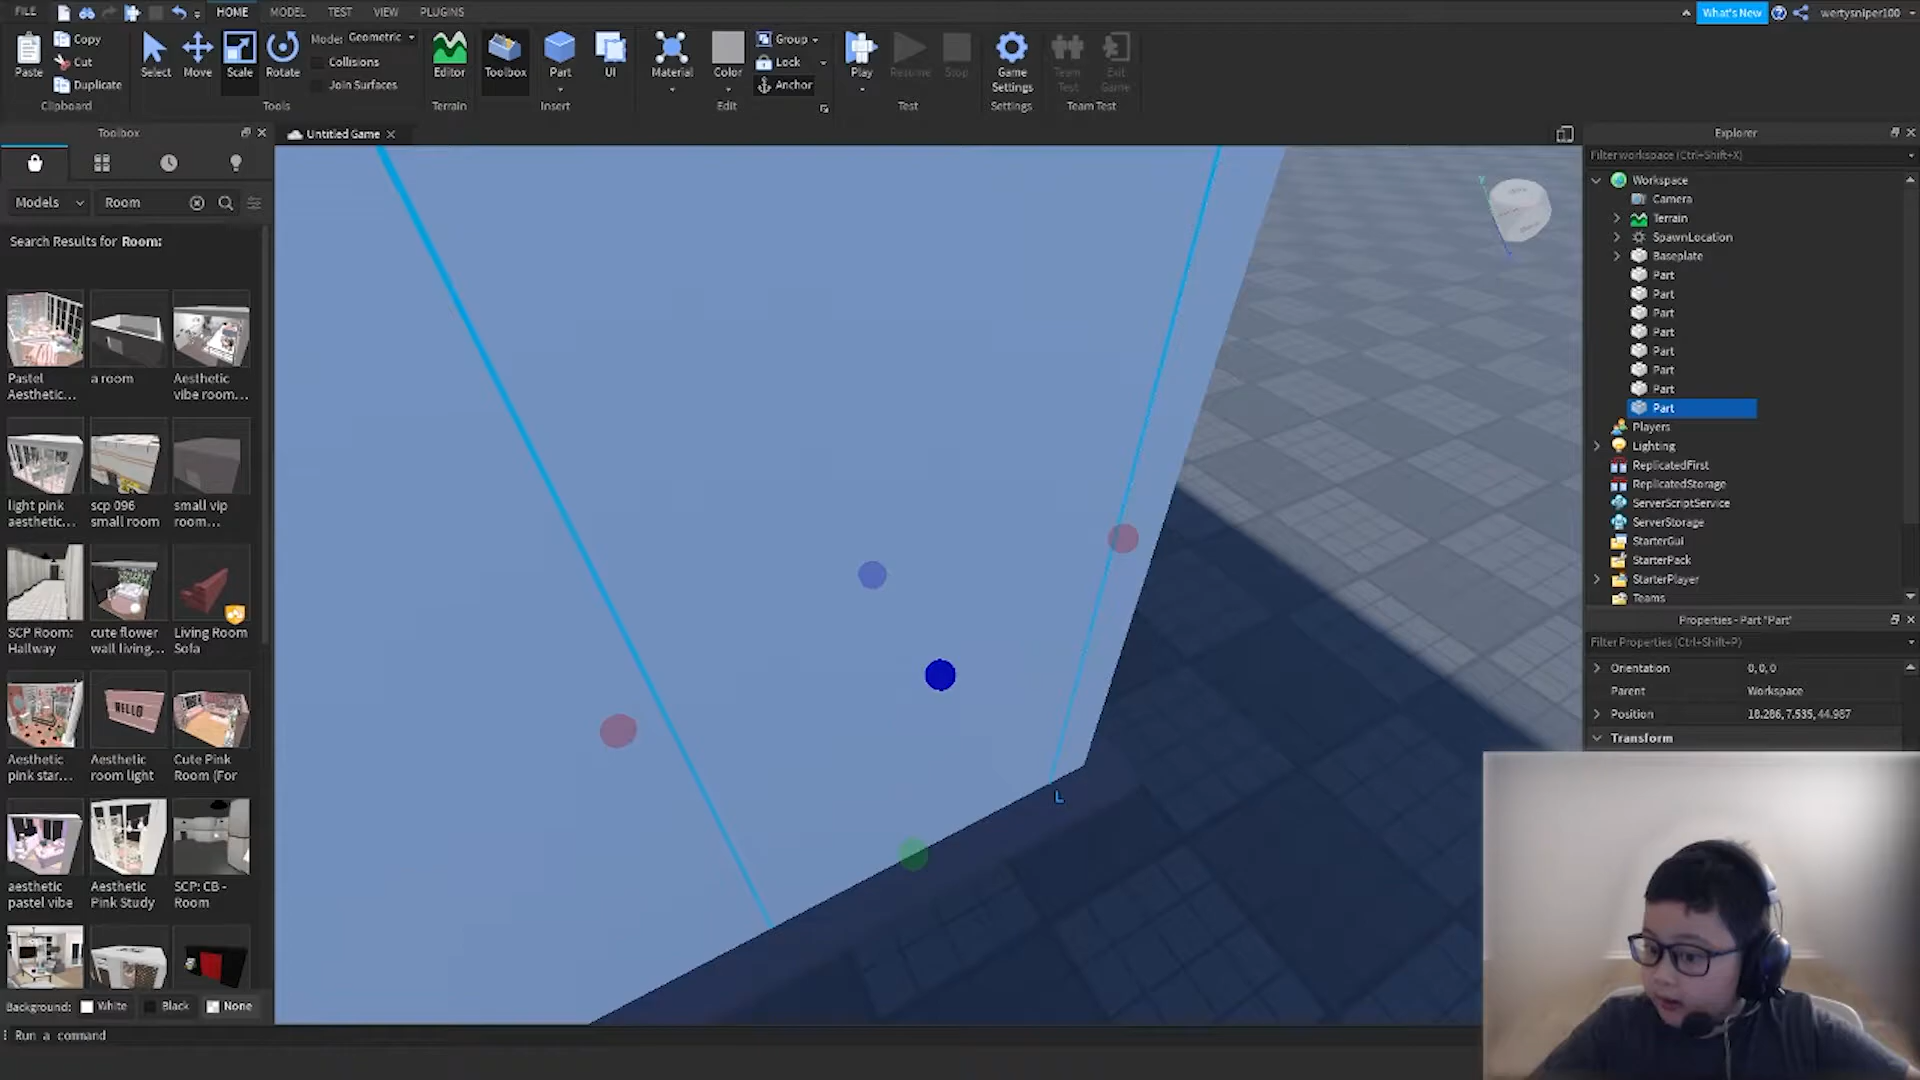 FILE HOME MODEL TEST VIEW PLUGINS What's New wertysniper100
Paste Copy Cut Duplicate Clipboard
Select Move Scale Rotate Tools
Mode: Geometric
Collisions
Join Surfaces
Editor Terrain
Toolbox Part UI Insert
Material Color Group Lock Anchor Edit
Play Resume Stop Test
Game Settings Settings
Team Test Exit Game Team Test
Toolbox
Untitled Game
Explorer
Models Room
Filter workspace (Ctrl+Shift+X)
Search Results for Room:
Pastel Aesthetic...
a room
Aesthetic vibe room...
light pink aesthetic...
scp 096 small room
small vip room...
SCP Room: Hallway
cute flower wall living...
Living Room Sofa
HELLO
Aesthetic pink star...
Aesthetic room light
Cute Pink Room (For
aesthetic pastel vibe
Aesthetic Pink Study
SCP: CB - Room
Background: White Black None
Run a command
y
L
Workspace
Camera
Terrain
SpawnLocation
Baseplate
Part
Part
Part
Part
Part
Part
Part
Part
Players
Lighting
ReplicatedFirst
ReplicatedStorage
ServerScriptService
ServerStorage
StarterGui
StarterPack
StarterPlayer
Teams
Properties - Part "Part"
Filter Properties (Ctrl+Shift+P)
Orientation 0, 0, 0
Parent Workspace
Position 18.286, 7.535, 44.987
Transform